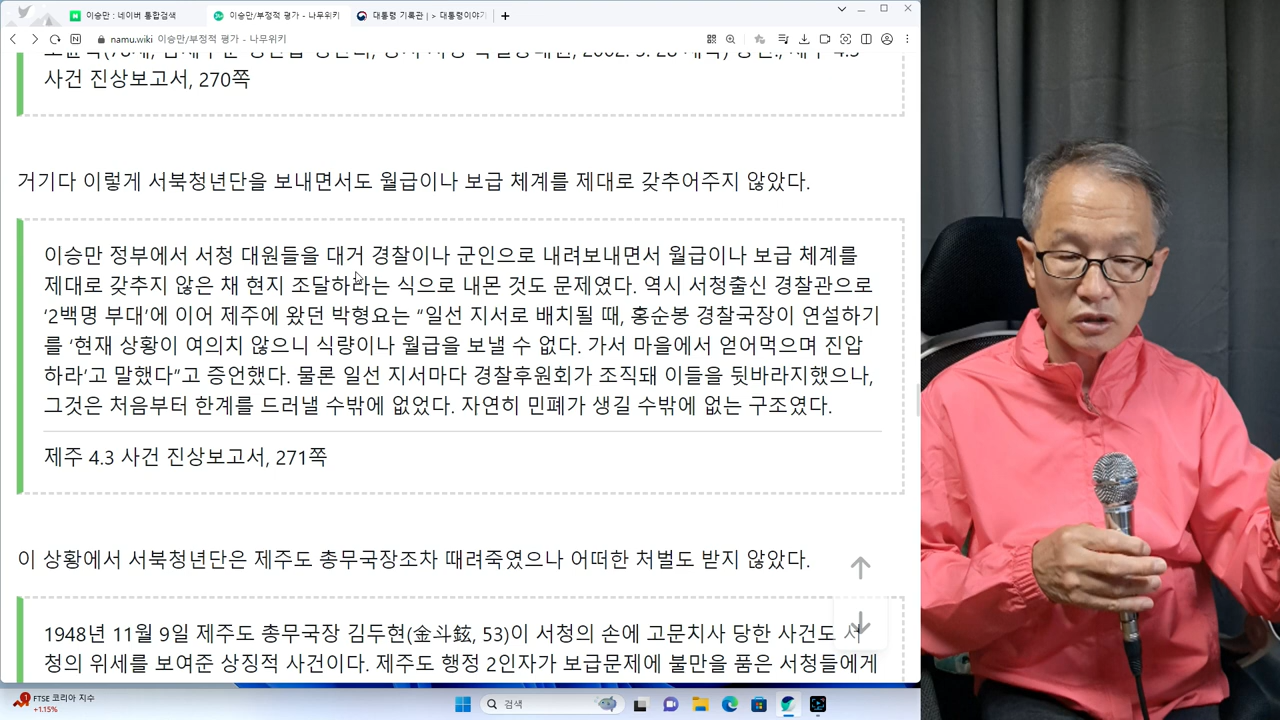 이승만 : 네이버 통합검색
이승만/부정적 평가 - 나무위키
대통령 기록관 | > 대통령이야기
namu.wiki 이승만/부정적 평가 - 나무위키
사건 진상보고서, 270쪽
거기다 이렇게 서북청년단을 보내면서도 월급이나 보급 체계를 제대로 갖추어주지 않았다.
이승만 정부에서 서청 대원들을 대거 경찰이나 군인으로 내려보내면서 월급이나 보급 체계를
제대로 갖추지 않은 채 현지 조달하라는 식으로 내몬 것도 문제였다. 역시 서청출신 경찰관으로
‘2백명 부대’에 이어 제주에 왔던 박형요는 “일선 지서로 배치될 때, 홍순봉 경찰국장이 연설하기
를 ‘현재 상황이 여의치 않으니 식량이나 월급을 보낼 수 없다. 가서 마을에서 얻어먹으며 진압
하라’고 말했다”고 증언했다. 물론 일선 지서마다 경찰후원회가 조직돼 이들을 뒷바라지했으나,
그것은 처음부터 한계를 드러낼 수밖에 없었다. 자연히 민폐가 생길 수밖에 없는 구조였다.
제주 4.3 사건 진상보고서, 271쪽
이 상황에서 서북청년단은 제주도 총무국장조차 때려죽였으나 어떠한 처벌도 받지 않았다.
1948년 11월 9일 제주도 총무국장 김두현(金斗鉉, 53)이 서청의 손에 고문치사 당한 사건도 서
청의 위세를 보여준 상징적 사건이다. 제주도 행정 2인자가 보급문제에 불만을 품은 서청들에게
FTSE 코리아 지수
+1.15%
검색